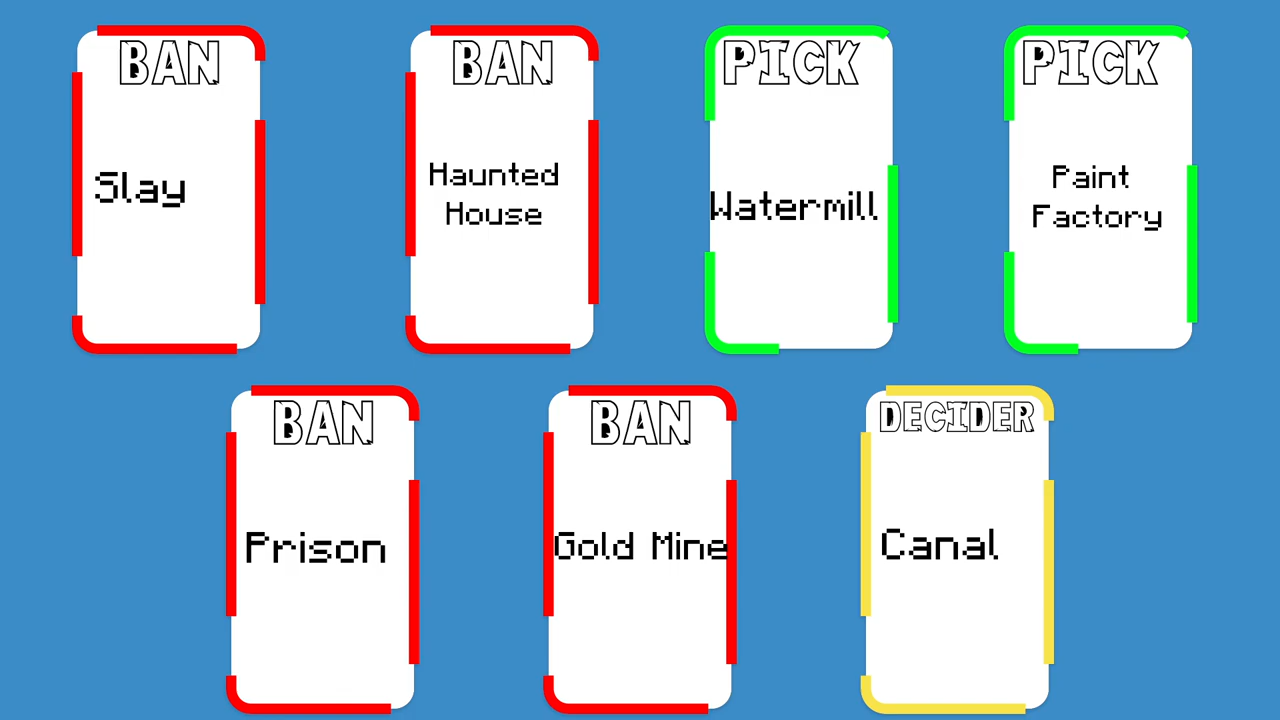 BAN
Slay
BAN
Haunted
House
PICK
Watermill
PICK
Paint
Factory
BAN
Prison
BAN
Gold Mine
DECIDER
Canal